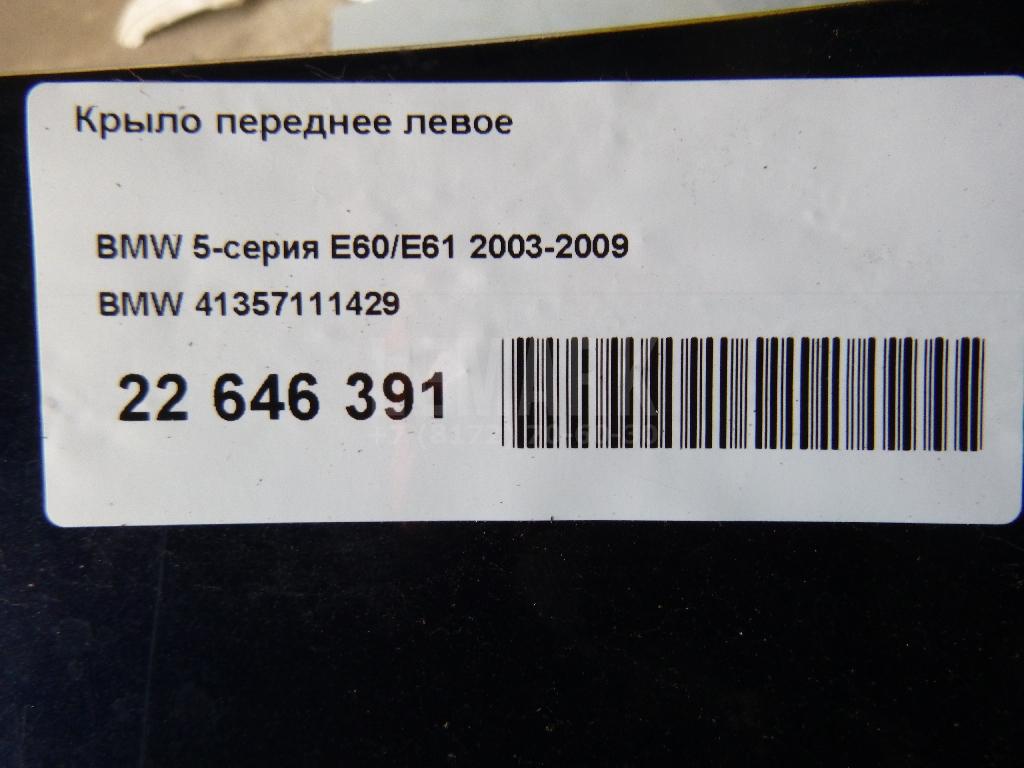 Крыло переднее левое
BMW 5-серия E60/E61 2003-2009
BMW 41357111429
22 646 391